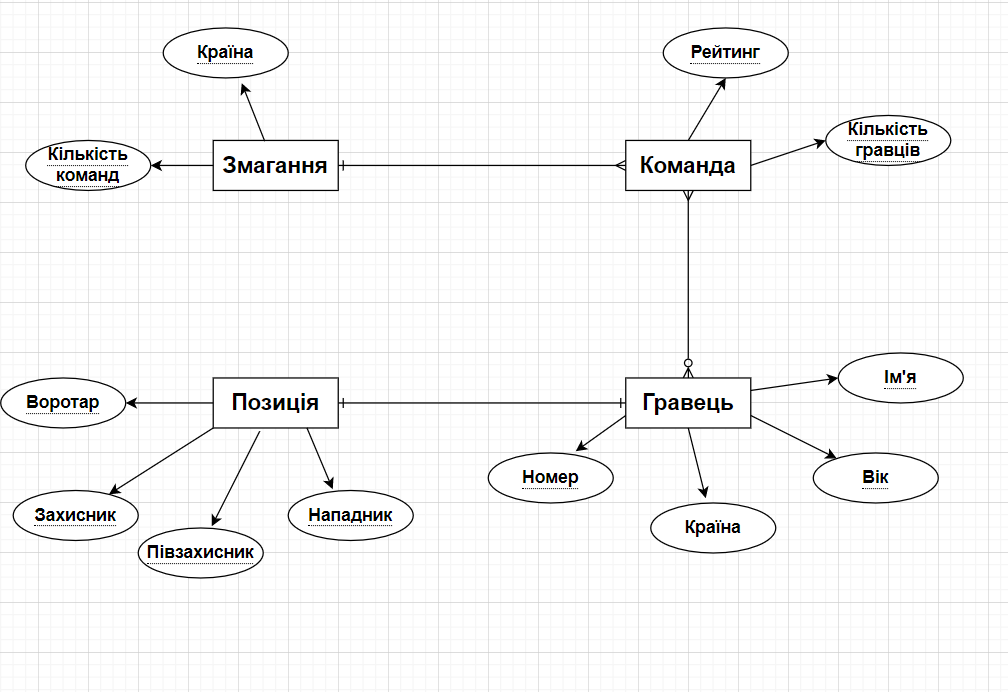 Країна
Рейтинг
Кількість
гравців
Кількість
команд
Змагання
Команда
Ім'я
Воротар
Позиція
Гравець
Номер
Вік
Захисник
Нападник
Країна
Півзахисник